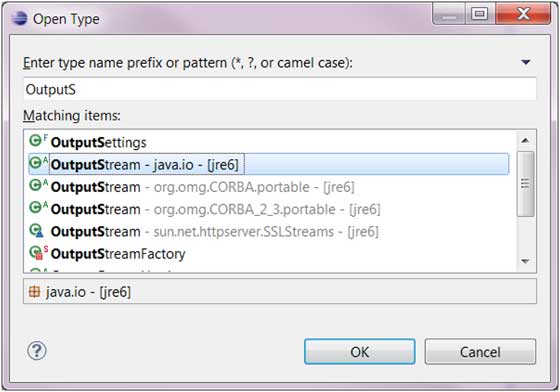 Open Type
Enter type name prefix or pattern (*, ?, or camel case):
OutputS
Matching items:
F OutputSettings
A OutputStream - java.io - [jre6]
A OutputStream - org.omg.CORBA.portable - [jre6]
A OutputStream - org.omg.CORBA_2_3.portable - [jre6]
OutputStream - sun.net.httpserver.SSLStreams - [jre6]
S OutputStreamFactory
java.io - [jre6]
?
OK
Cancel